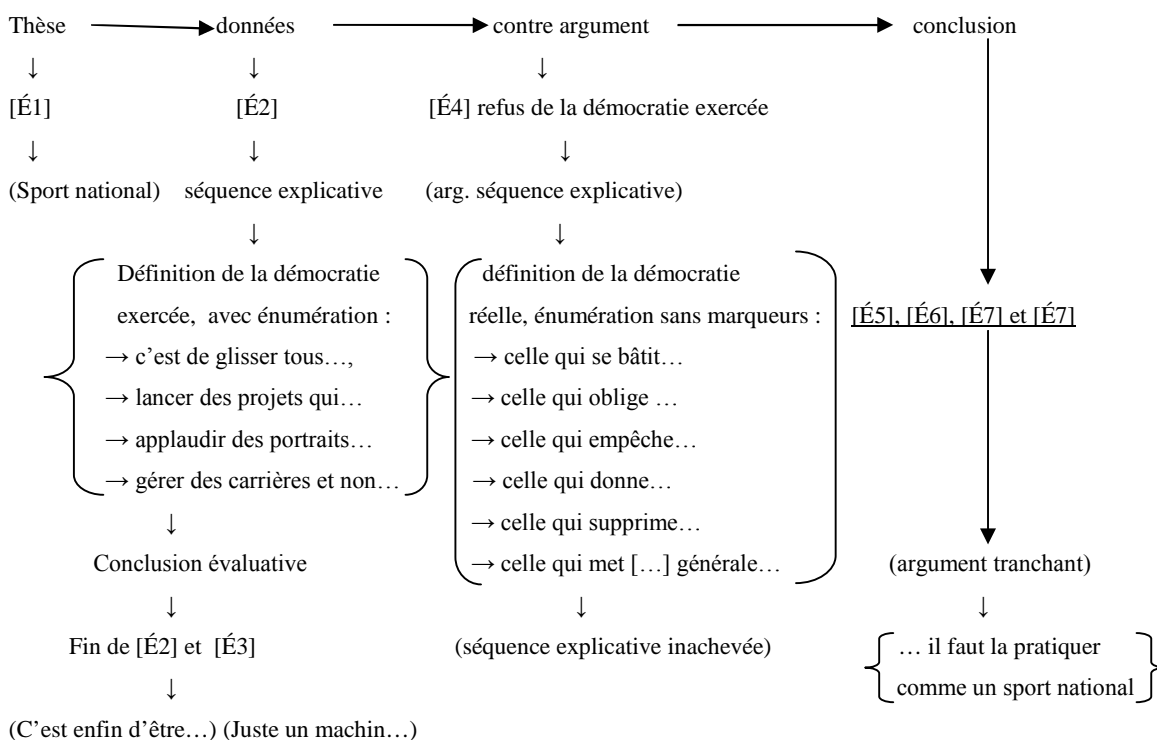 Thèse → données → contre argument → conclusion
↓ ↓ ↓
[É1] [É2] [É4] refus de la démocratie exercée
↓ ↓ ↓
(Sport national) séquence explicative (arg. séquence explicative)
↓ ↓
Définition de la démocratie
exercée, avec énumération :
→ c’est de glisser tous…,
→ lancer des projets qui…
→ applaudir des portraits…
→ gérer des carrières et non…
↓
Conclusion évaluative
↓
Fin de [É2] et [É3]
↓
(C’est enfin d’être…) (Juste un machin…)
définition de la démocratie
réelle, énumération sans marqueurs :
→ celle qui se bâtit…
→ celle qui oblige …
→ celle qui empêche…
→ celle qui donne…
→ celle qui supprime…
→ celle qui met […] générale…
↓
(séquence explicative inachevée)
[É5], [É6], [É7] et [É7]
(argument tranchant)
↓
… il faut la pratiquer
comme un sport national